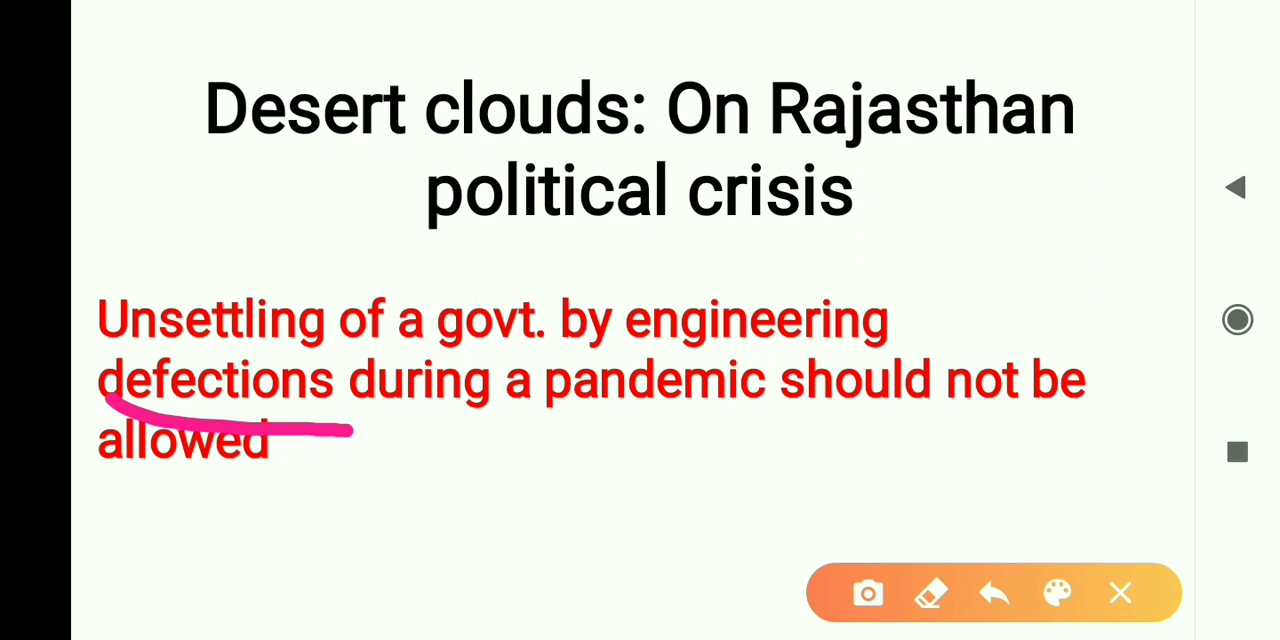 Desert clouds: On Rajasthan
political crisis
Unsettling of a govt. by engineering
defections during a pandemic should not be
allowed